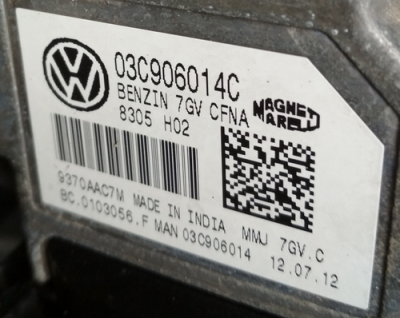 03C906014C
BENZIN 7GV CFNA
MAGNETI MARELLI
8305 H02
9370AAC7M MADE IN INDIA MMJ 7GV.C
BC.0103056.F MAN 03C906014 12.07.12